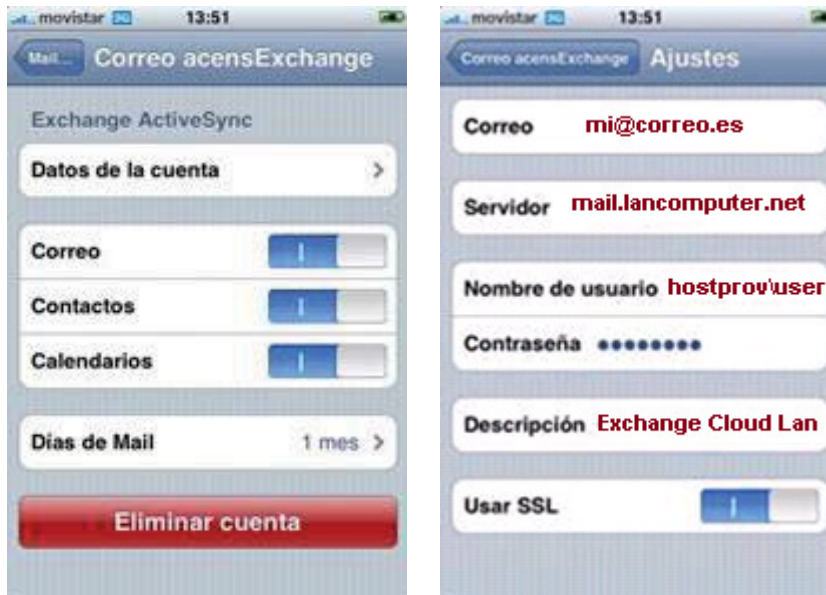 movistar 3G 13:51
Mail... Correo acensExchange
Exchange ActiveSync
Datos de la cuenta
Correo
Contactos
Calendarios
Días de Mail 1 mes
Eliminar cuenta
movistar 3G 13:51
Correo acensExchange Ajustes
Correo mi@correo.es
Servidor mail.lancomputer.net
Nombre de usuario hostprov\user
Contraseña ●●●●●●●●
Descripción Exchange Cloud Lan
Usar SSL